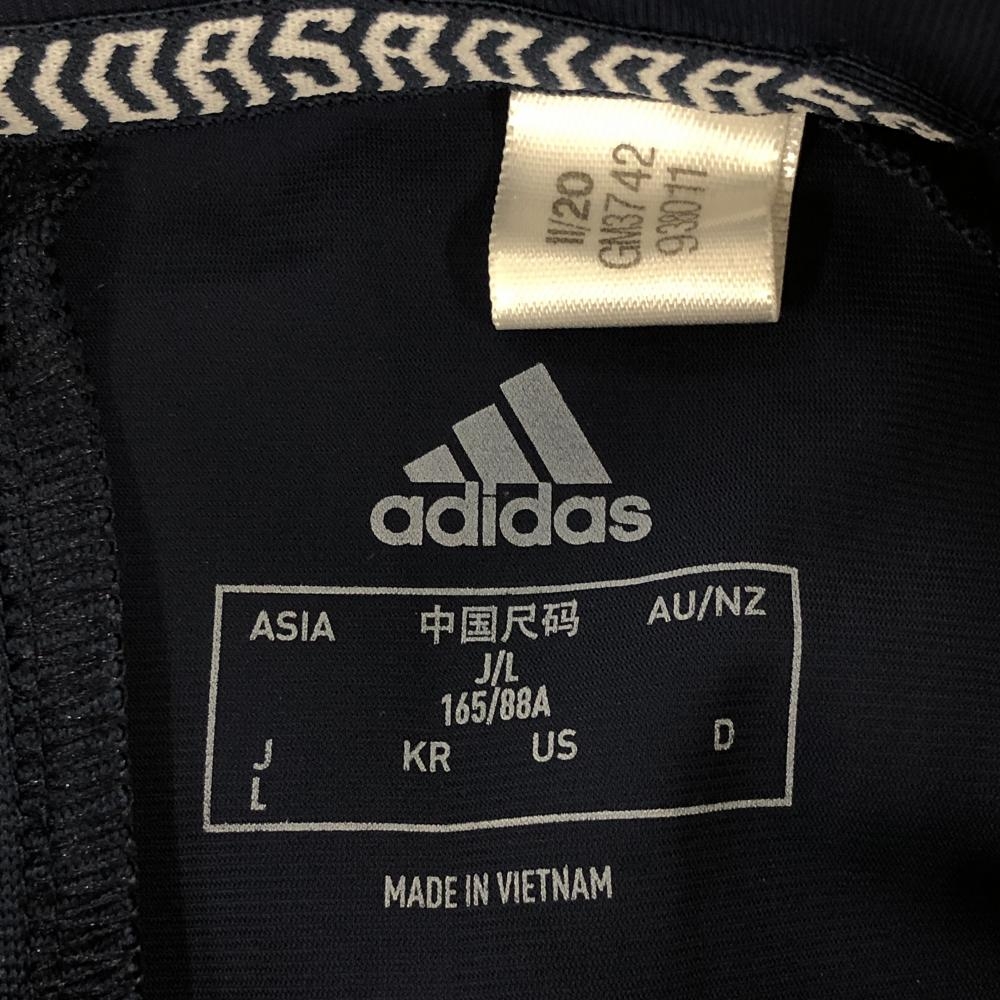 IDASADIDAS
11/20
GM3742
938011
adidas
ASIA 中国尺码 AU/NZ
J/L
165/88A
J KR US D
L
MADE IN VIETNAM